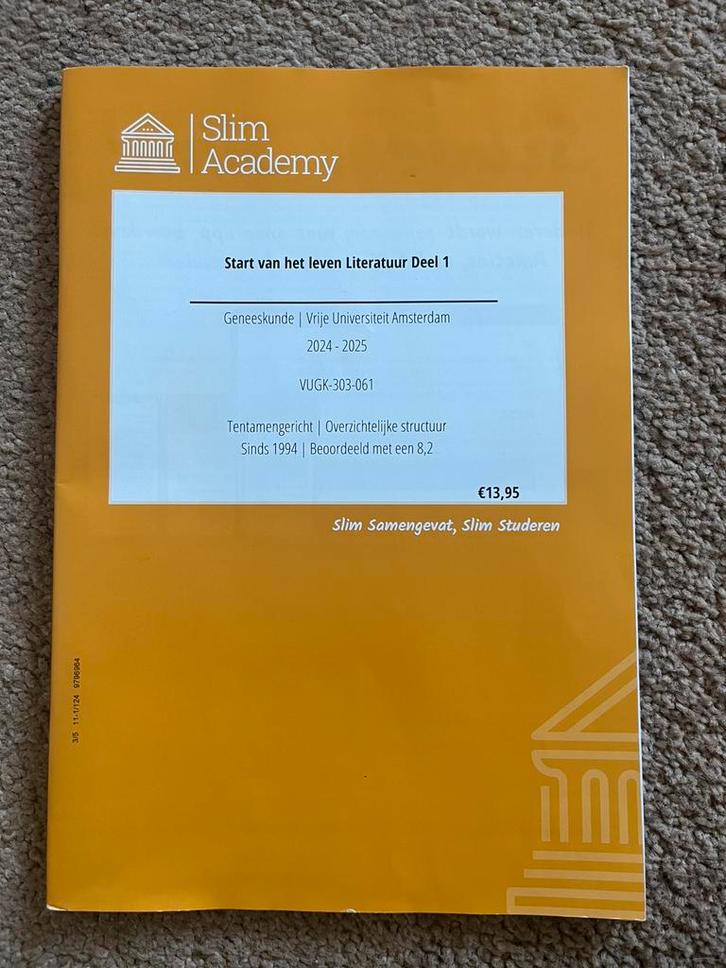 Slim
Academy
Start van het leven Literatuur Deel 1
Geneeskunde | Vrije Universiteit Amsterdam
2024 - 2025
VUGK-303-061
Tentamengericht | Overzichtelijke structuur
Sinds 1994 | Beoordeeld met een 8,2
€13,95
Slim Samengevat, Slim Studeren
3/5 11-1/124 9796964